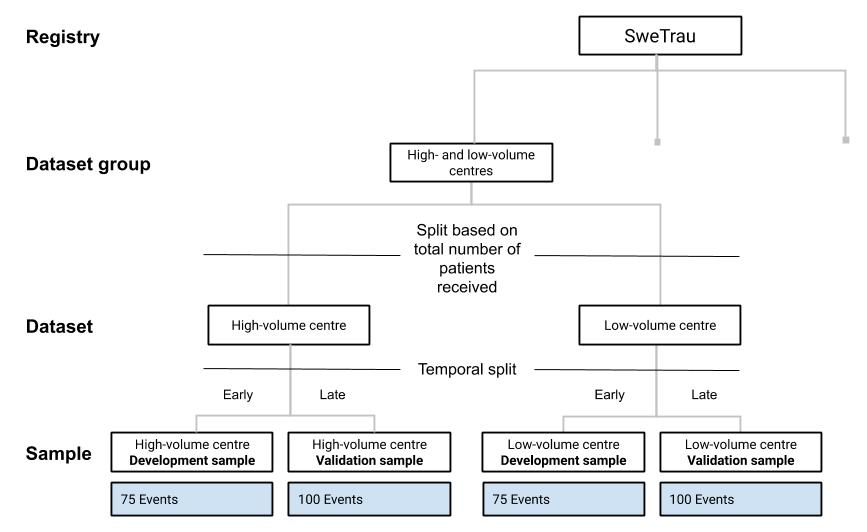 Registry
SweTrau
Dataset group
High- and low-volume
centres
Split based on
total number of
patients
received
Dataset
High-volume centre
Low-volume centre
Temporal split
Early
Late
Early
Late
Sample
High-volume centre
Development sample
High-volume centre
Validation sample
Low-volume centre
Development sample
Low-volume centre
Validation sample
75 Events
100 Events
75 Events
100 Events